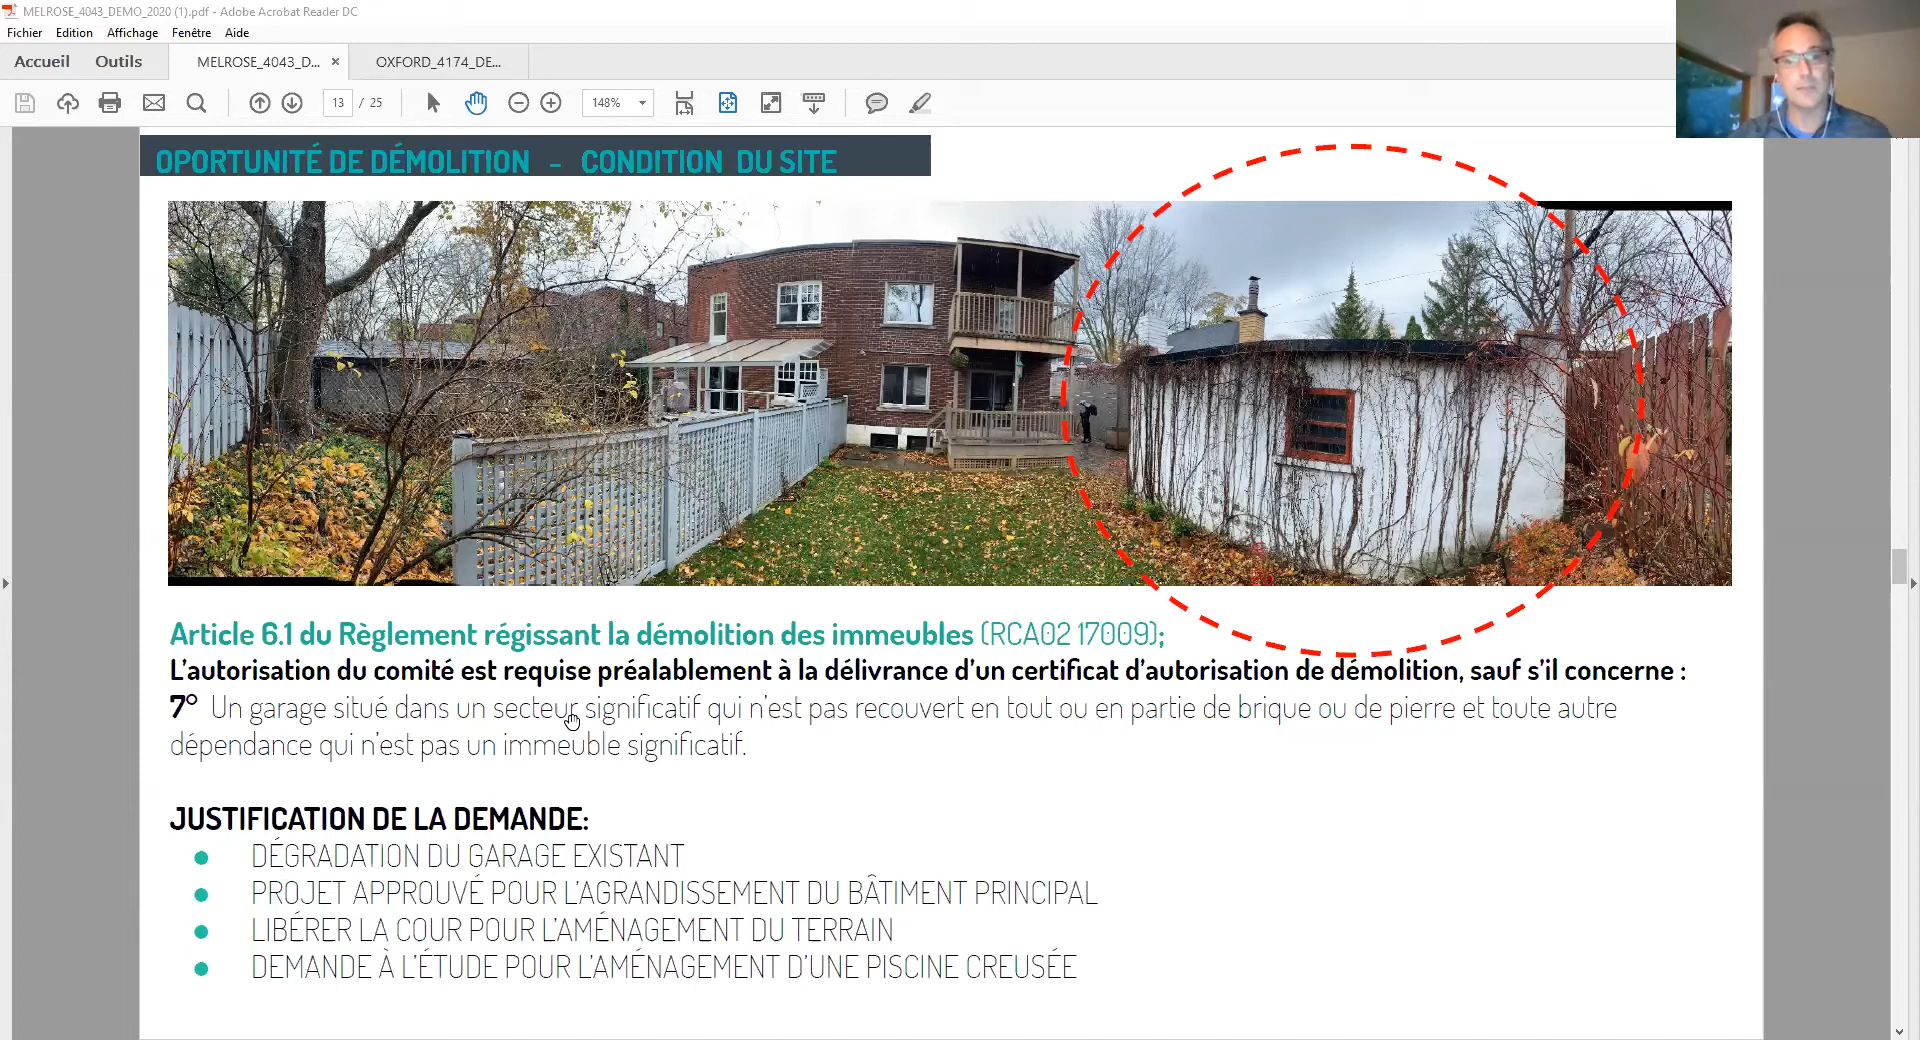 MELROSE_4043_DEMO_2020 (1).pdf - Adobe Acrobat Reader DC
Fichier Edition Affichage Fenêtre Aide
Accueil Outils MELROSE_4043_D... × OXFORD_4174_DE...
13 / 25 148%
OPORTUNITÉ DE DÉMOLITION - CONDITION DU SITE
Article 6.1 du Règlement régissant la démolition des immeubles (RCA02 17009);
L'autorisation du comité est requise préalablement à la délivrance d'un certificat d'autorisation de démolition, sauf s'il concerne :
7° Un garage situé dans un secteur significatif qui n'est pas recouvert en tout ou en partie de brique ou de pierre et toute autre
dépendance qui n'est pas un immeuble significatif.
JUSTIFICATION DE LA DEMANDE:
● DÉGRADATION DU GARAGE EXISTANT
● PROJET APPROUVÉ POUR L'AGRANDISSEMENT DU BÂTIMENT PRINCIPAL
● LIBÉRER LA COUR POUR L'AMÉNAGEMENT DU TERRAIN
● DEMANDE À L'ÉTUDE POUR L'AMÉNAGEMENT D'UNE PISCINE CREUSÉE